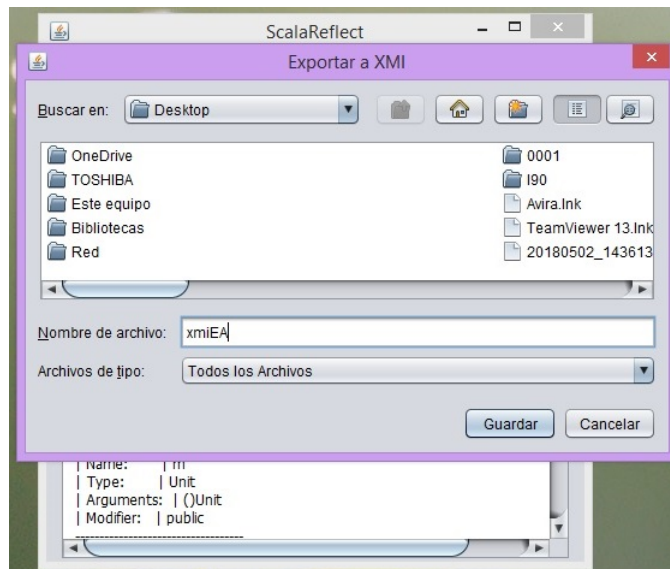 ScalaReflect
Exportar a XMI
Buscar en: Desktop
OneDrive
TOSHIBA
Este equipo
Bibliotecas
Red
0001
I90
Avira.lnk
TeamViewer 13.lnk
20180502_143613
Nombre de archivo: xmiEA
Archivos de tipo: Todos los Archivos
Guardar Cancelar
| Name: | m
| Type: | Unit
| Arguments: | ()Unit
| Modifier: | public
-----------------------------------